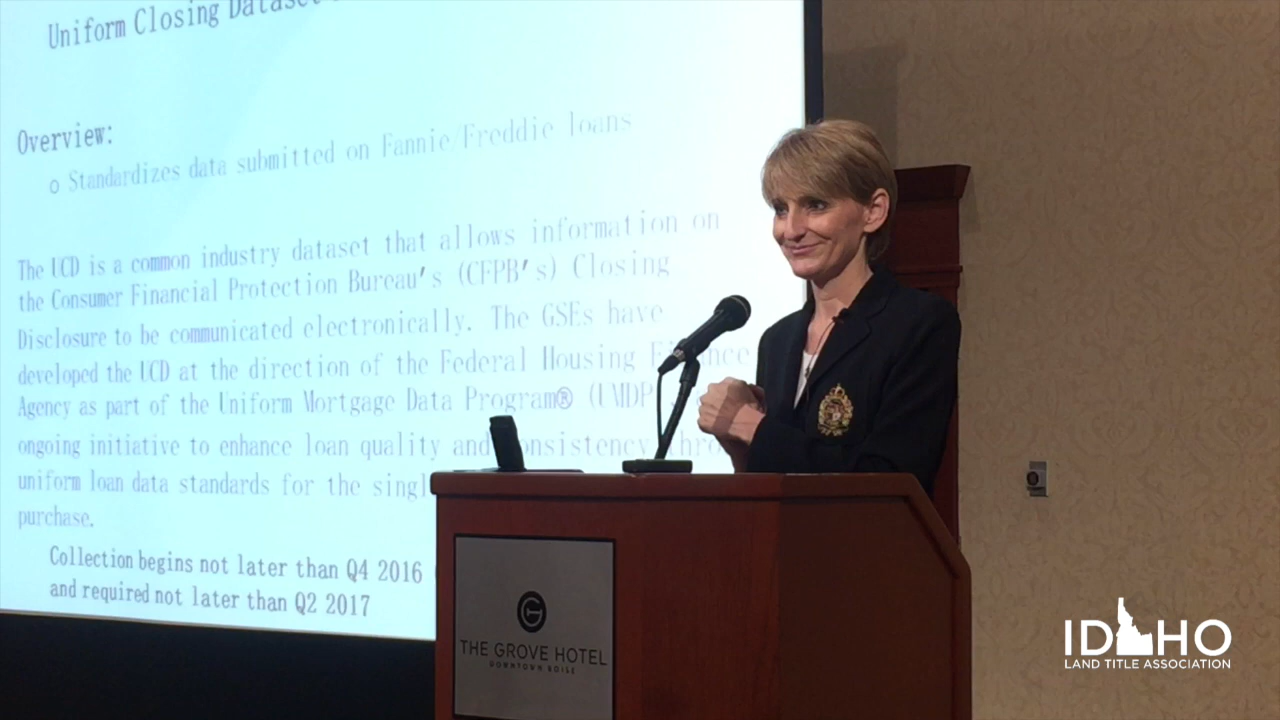 Uniform Closing Dataset
Overview:
o Standardizes data submitted on Fannie/Freddie loans
The UCD is a common industry dataset that allows information on
the Consumer Financial Protection Bureau's (CFPB's) Closing
Disclosure to be communicated electronically. The GSEs have
developed the UCD at the direction of the Federal Housing Finance
Agency as part of the Uniform Mortgage Data Program® (UMDP
ongoing initiative to enhance loan quality and consistency
uniform loan data standards for the
purchase.
Collection begins not later than Q4 2016
and required not later than Q2 2017
G
THE GROVE HOTEL
DOWNTOWN BOISE
IDAHO
LAND TITLE ASSOCIATION